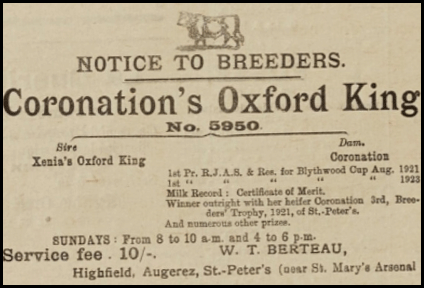 NOTICE TO BREEDERS.
Coronation's Oxford King
No. 5950.
Sire Dam.
Xenia's Oxford King Coronation
1st Pr. R.J.A.S. & Res. for Blythwood Cup Aug. 1921
1st " " " " " " 1923
Milk Record : Certificate of Merit.
Winner outright with her heifer Coronation 3rd, Bree-
ders' Trophy, 1921, of St.-Peter's.
And numerous other prizes.
SUNDAYS : From 8 to 10 a.m. and 4 to 6 p.m.
Service fee . 10/-. W. T. BERTEAU,
Highfield, Augerez, St.-Peter's (near St. Mary's Arsenal